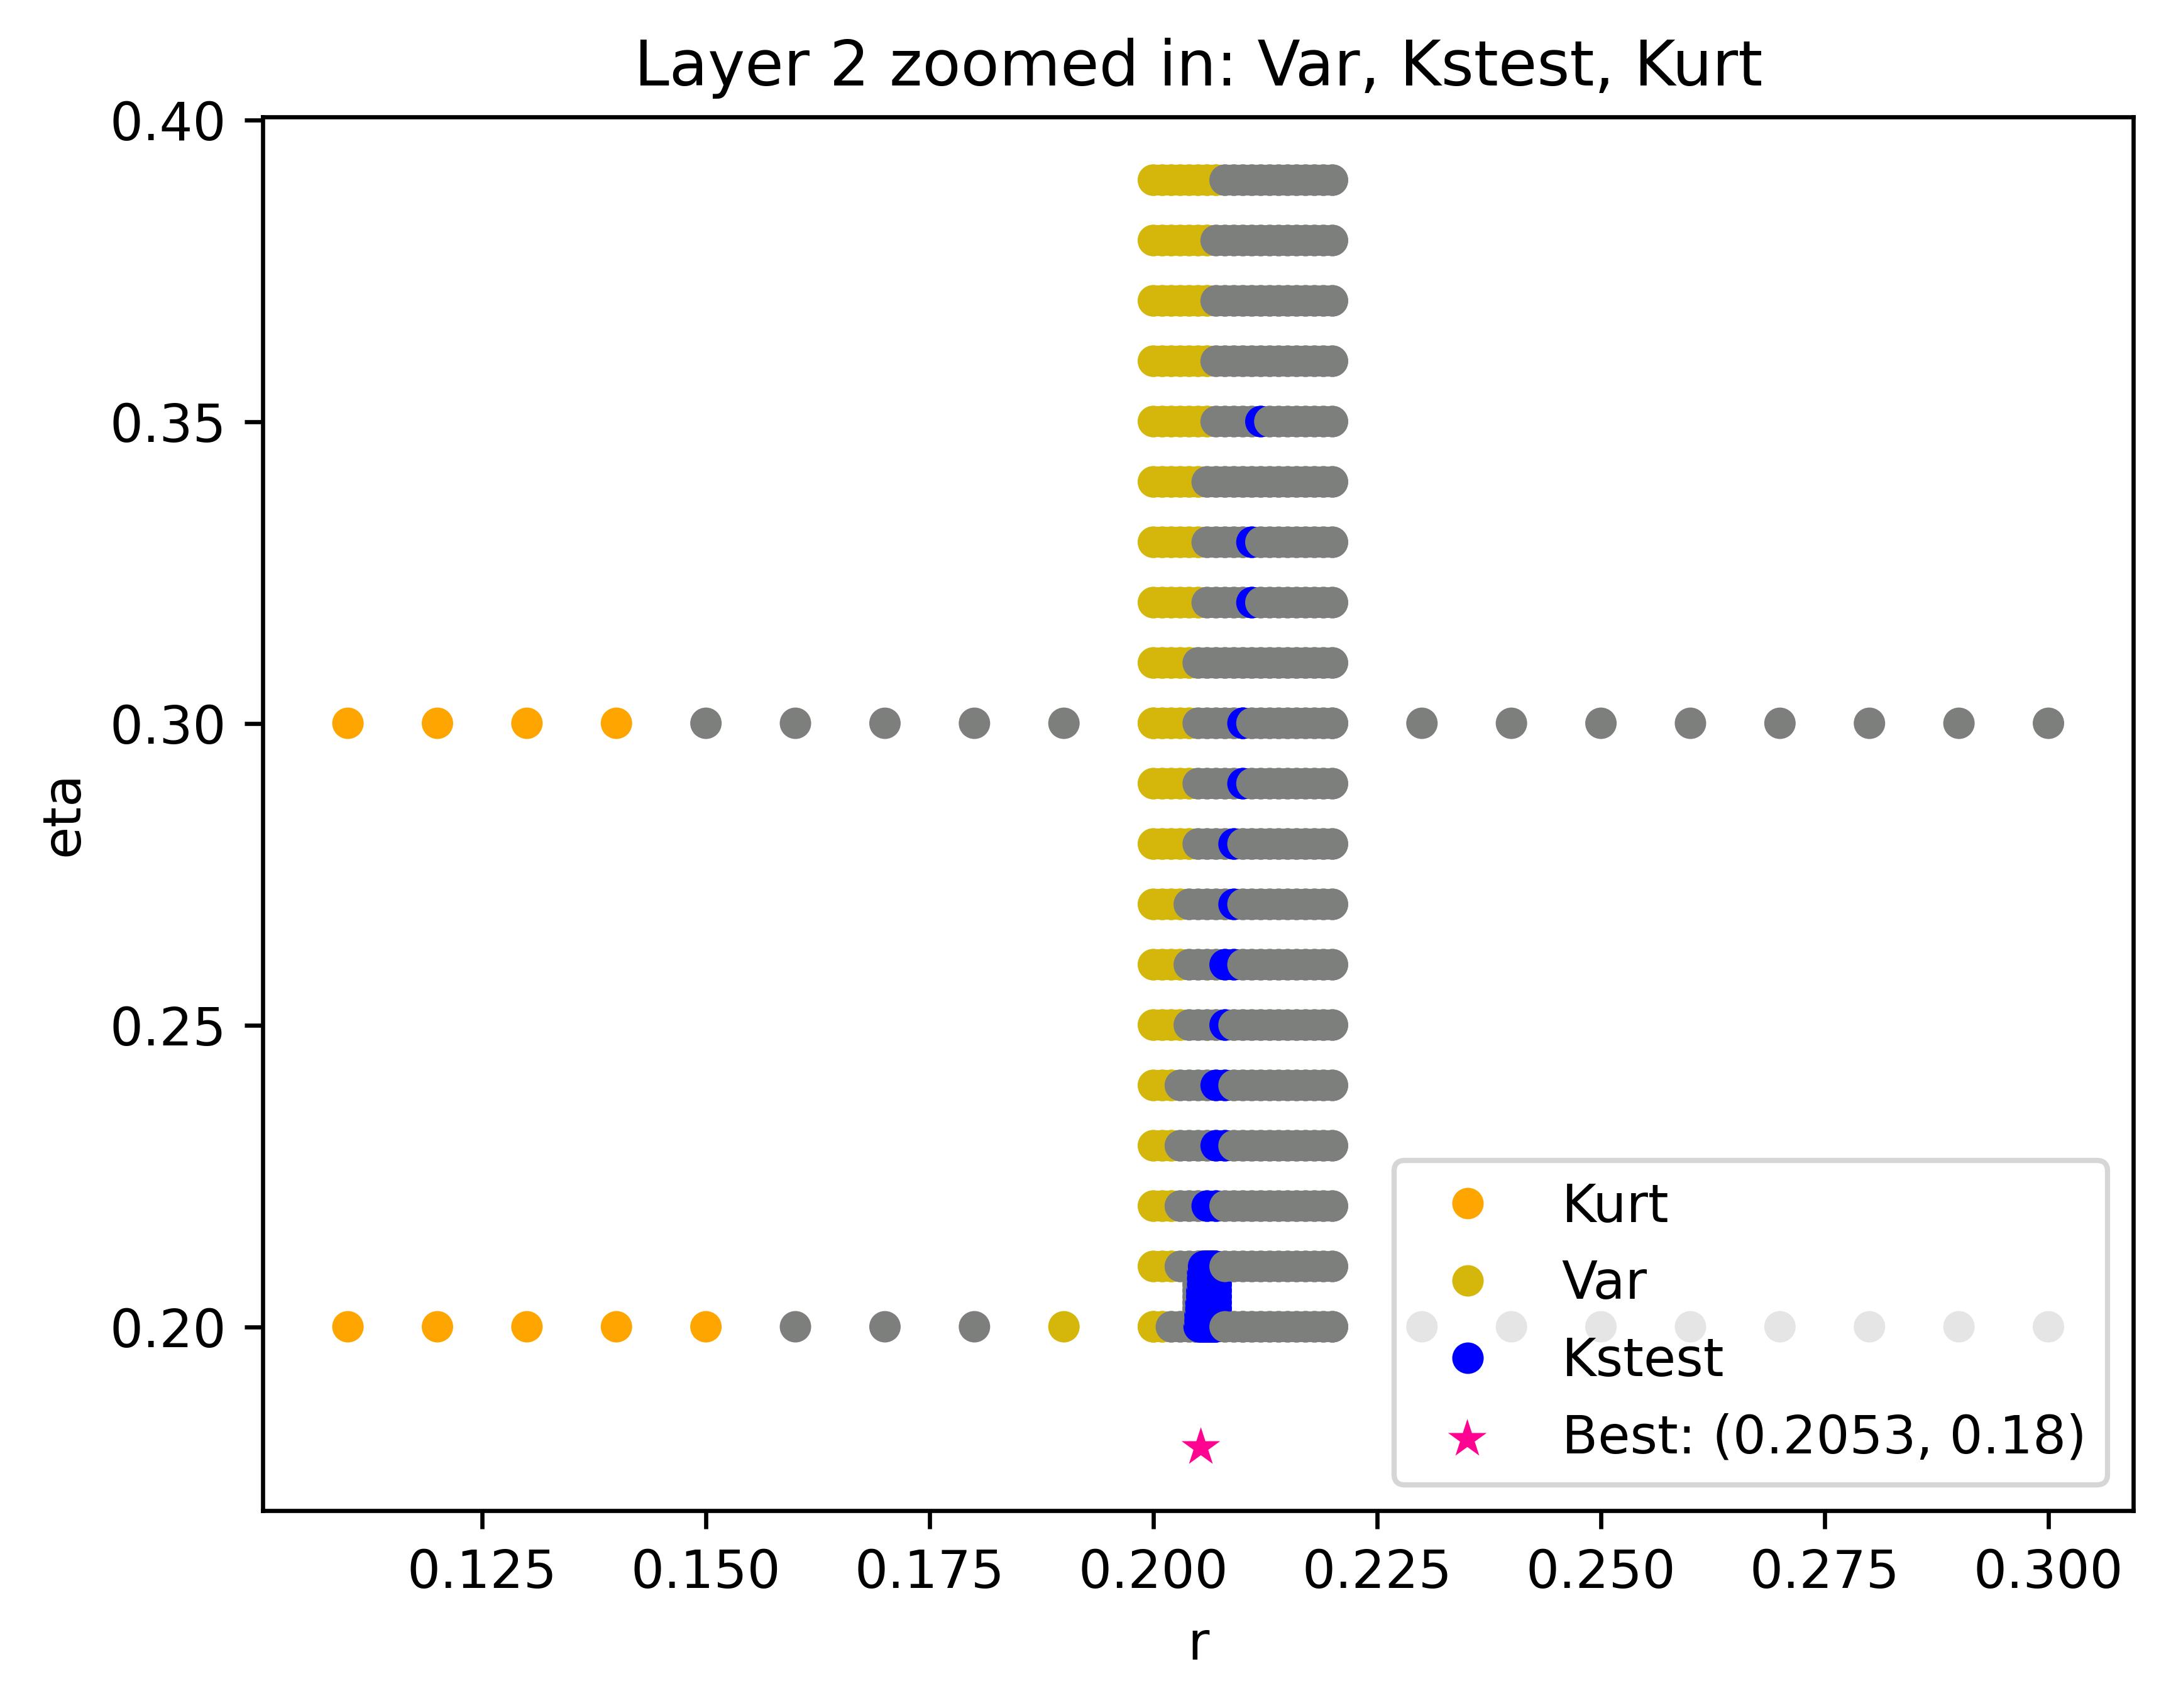 Layer 2 zoomed in: Var, Kstest, Kurt
0.40
0.35
0.30
0.25
0.20
eta
Kurt
Var
Kstest
Best: (0.2053, 0.18)
0.125 0.150 0.175 0.200 0.225 0.250 0.275 0.300
r